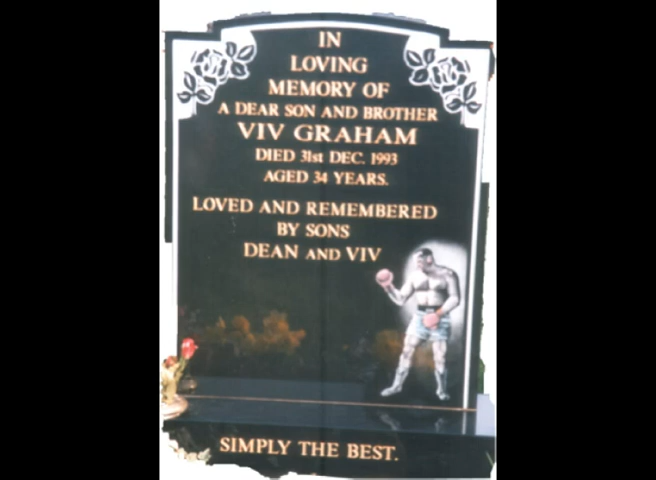 IN
LOVING
MEMORY OF
A DEAR SON AND BROTHER
VIV GRAHAM
DIED 31st DEC. 1993
AGED 34 YEARS.
LOVED AND REMEMBERED
BY SONS
DEAN AND VIV
SIMPLY THE BEST.